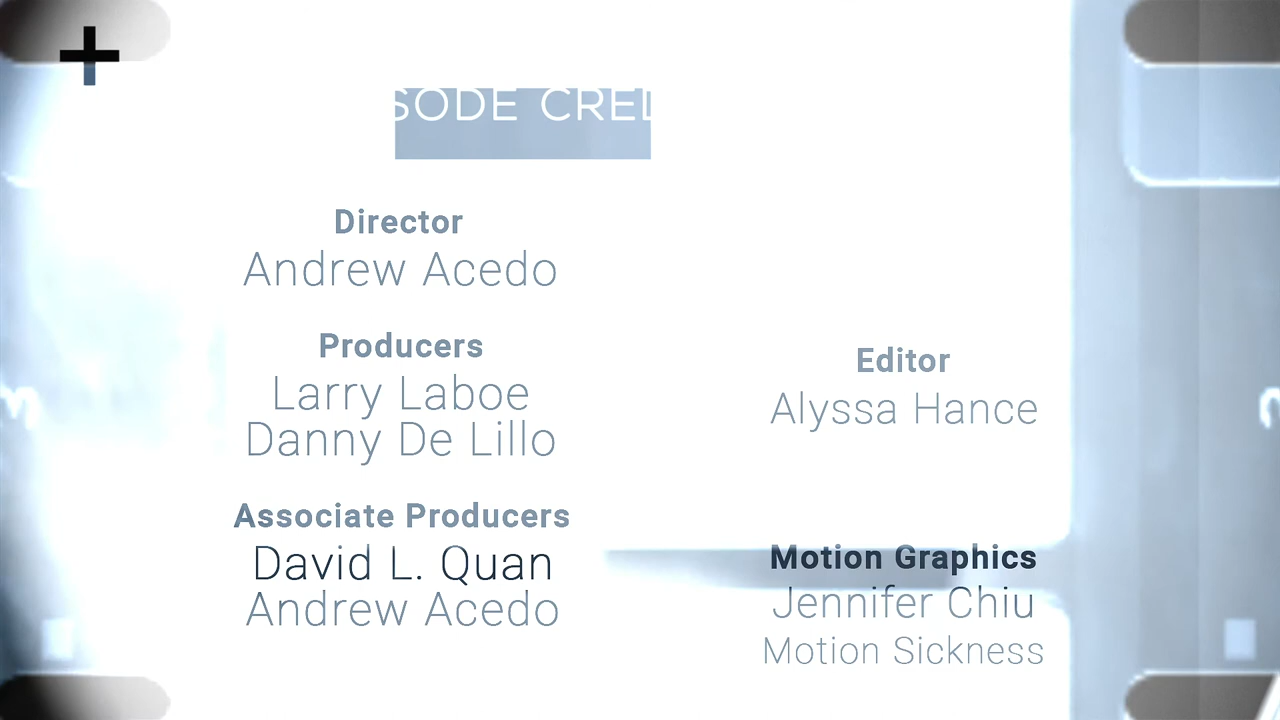 SODE CRED
Director
Andrew Acedo
Producers
Larry Laboe
Danny De Lillo
Associate Producers
David L. Quan
Andrew Acedo
Editor
Alyssa Hance
Motion Graphics
Jennifer Chiu
Motion Sickness